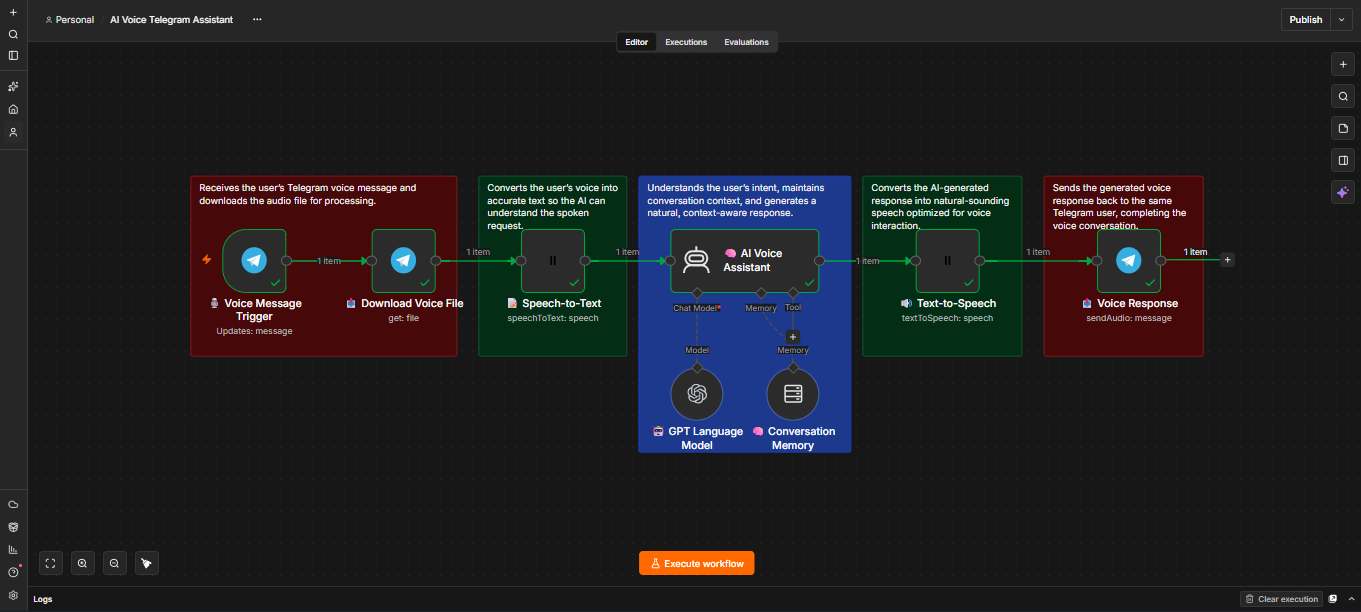 Personal
AI Voice Telegram Assistant
...
Publish
Editor
Executions
Evaluations
Receives the user's Telegram voice message and
downloads the audio file for processing.
Converts the user's voice into
accurate text so the AI can
understand the spoken
request.
Understands the user's intent, maintains
conversation context, and generates a
natural, context-aware response.
Converts the AI-generated
response into natural-sounding
speech optimized for voice
interaction.
Sends the generated voice
response back to the same
Telegram user, completing the
voice conversation.
1 item
1 item
1 item
AI Voice
Assistant
1 item
1 item
1 item
Voice Message
Trigger
Updates: message
Download Voice File
get: file
Speech-to-Text
speechToText: speech
Chat Model*
Memory
Tool
Text-to-Speech
textToSpeech: speech
Voice Response
sendAudio: message
Model
Memory
GPT Language
Model
Conversation
Memory
Execute workflow
Logs
Clear execution